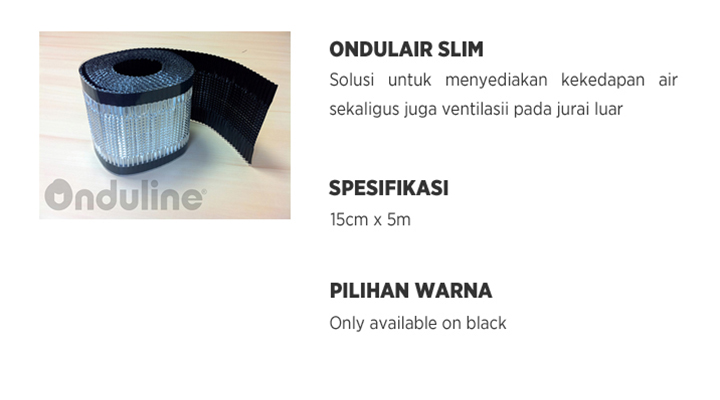 ONDULAIR SLIM
Solusi untuk menyediakan kekedapan air
sekaligus juga ventilasii pada jurai luar
Onduline®
SPESIFIKASI
15cm x 5m
PILIHAN WARNA
Only available on black